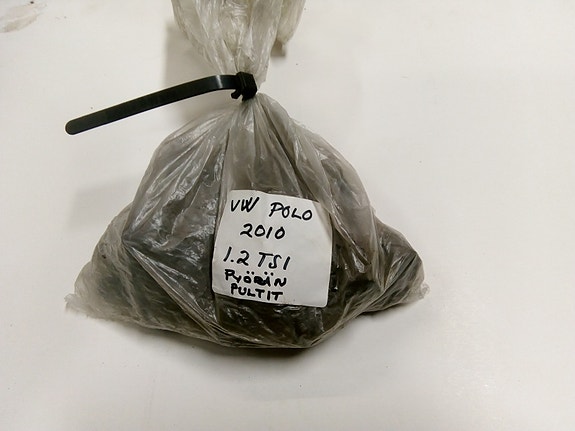 VW POLO
2010
1.2 TSI
PYÖRÄN
PULTIT